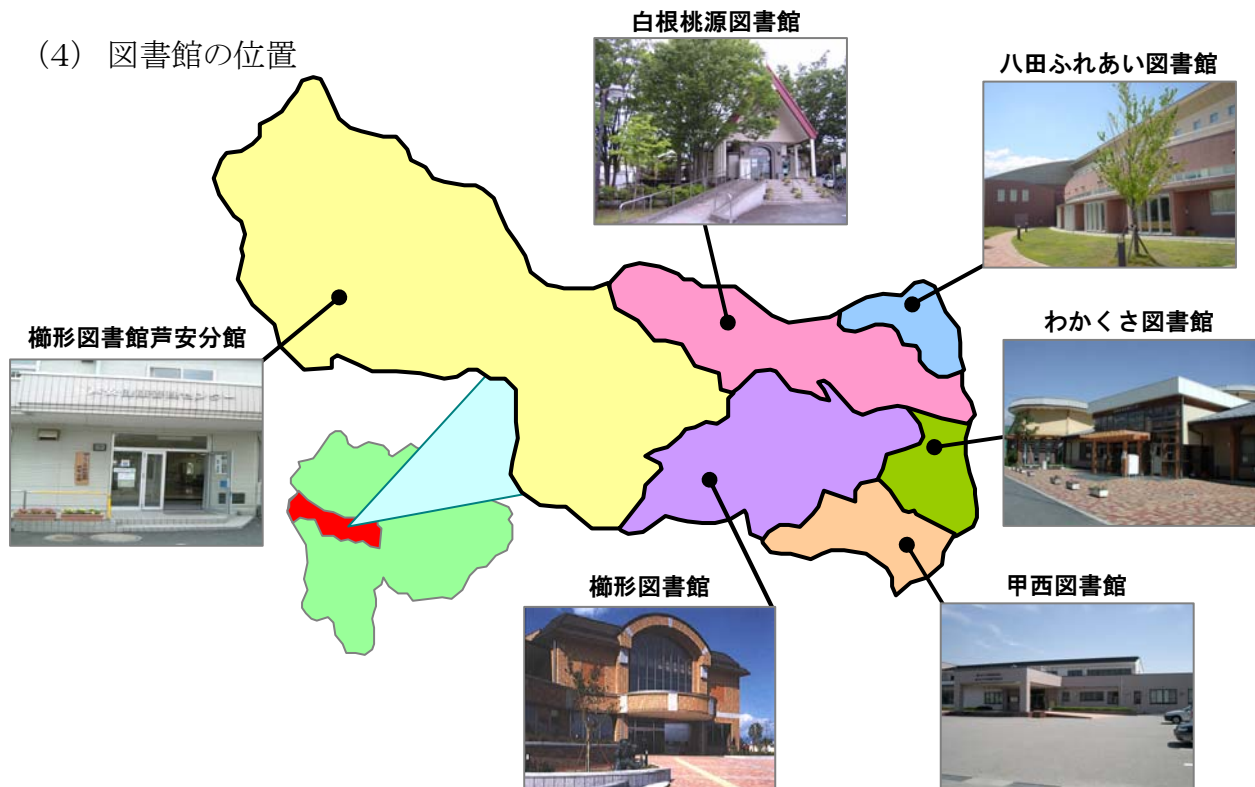 (4) 図書館の位置
白根桃源図書館
八田ふれあい図書館
わかくさ図書館
櫛形図書館芦安分館
櫛形図書館
甲西図書館